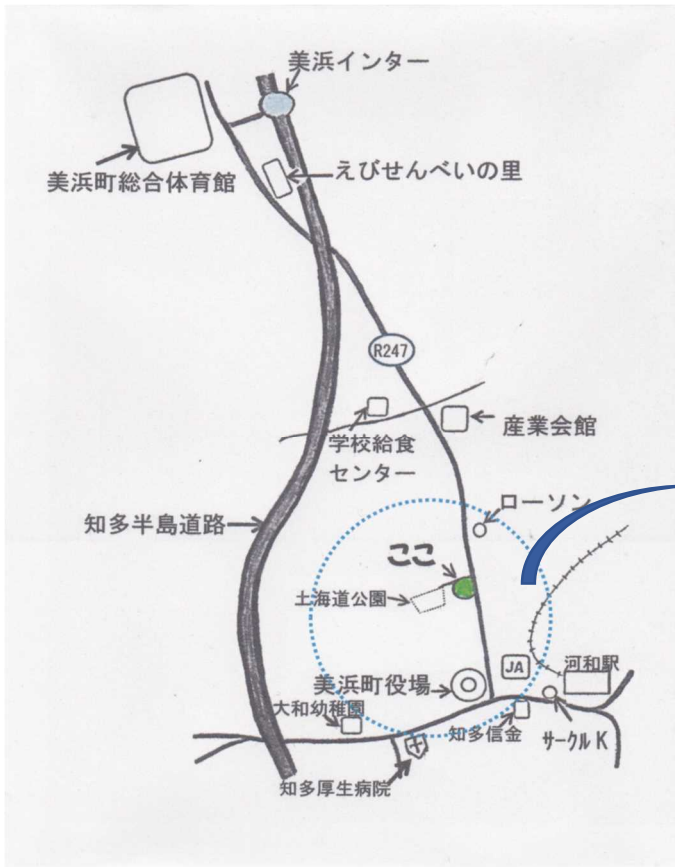 美浜インター
美浜町総合体育館
えびせんべいの里
R247
産業会館
学校給食
センター
ローソン
知多半島道路
ここ
土海道公園
JA
河和駅
美浜町役場
大和幼稚園
知多信金
サークルK
知多厚生病院